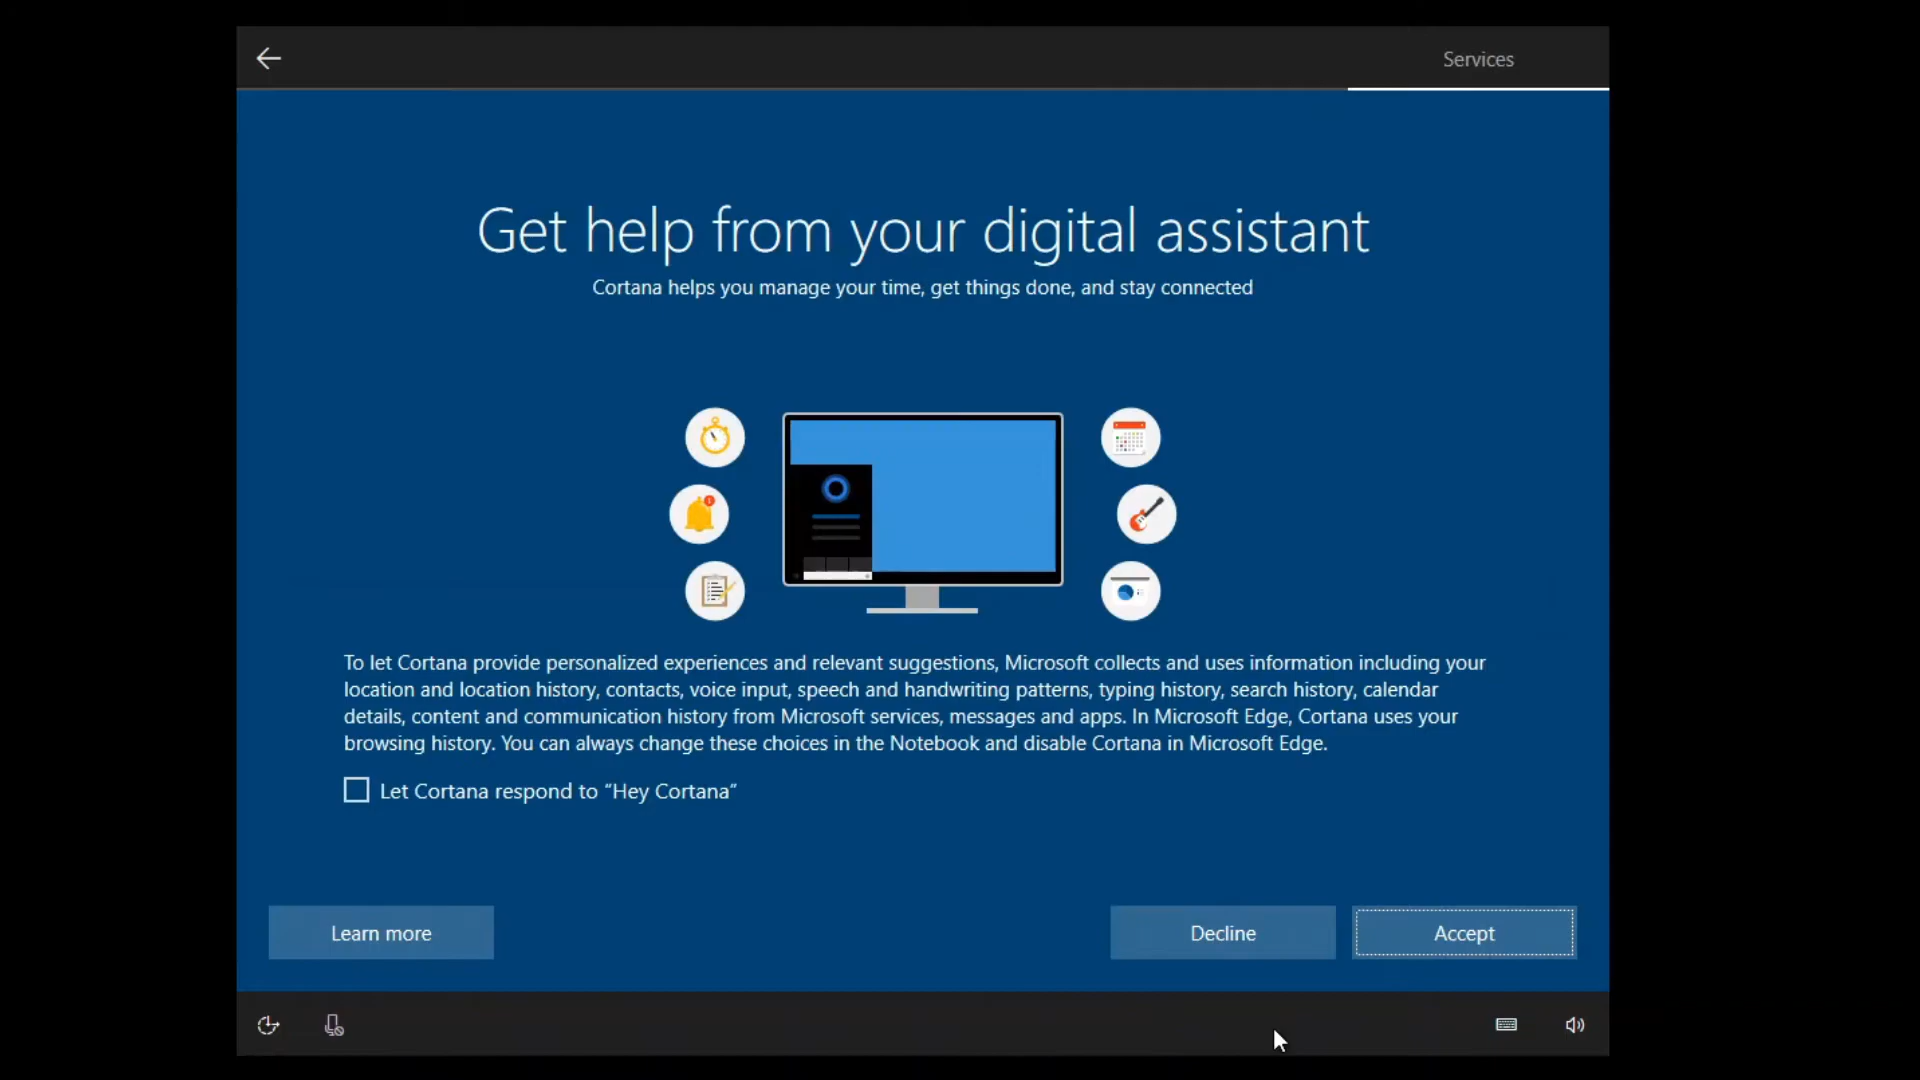 Services
Get help from your digital assistant
Cortana helps you manage your time, get things done, and stay connected
To let Cortana provide personalized experiences and relevant suggestions, Microsoft collects and uses information including your
location and location history, contacts, voice input, speech and handwriting patterns, typing history, search history, calendar
details, content and communication history from Microsoft services, messages and apps. In Microsoft Edge, Cortana uses your
browsing history. You can always change these choices in the Notebook and disable Cortana in Microsoft Edge.
Let Cortana respond to “Hey Cortana”
Learn more
Decline
Accept